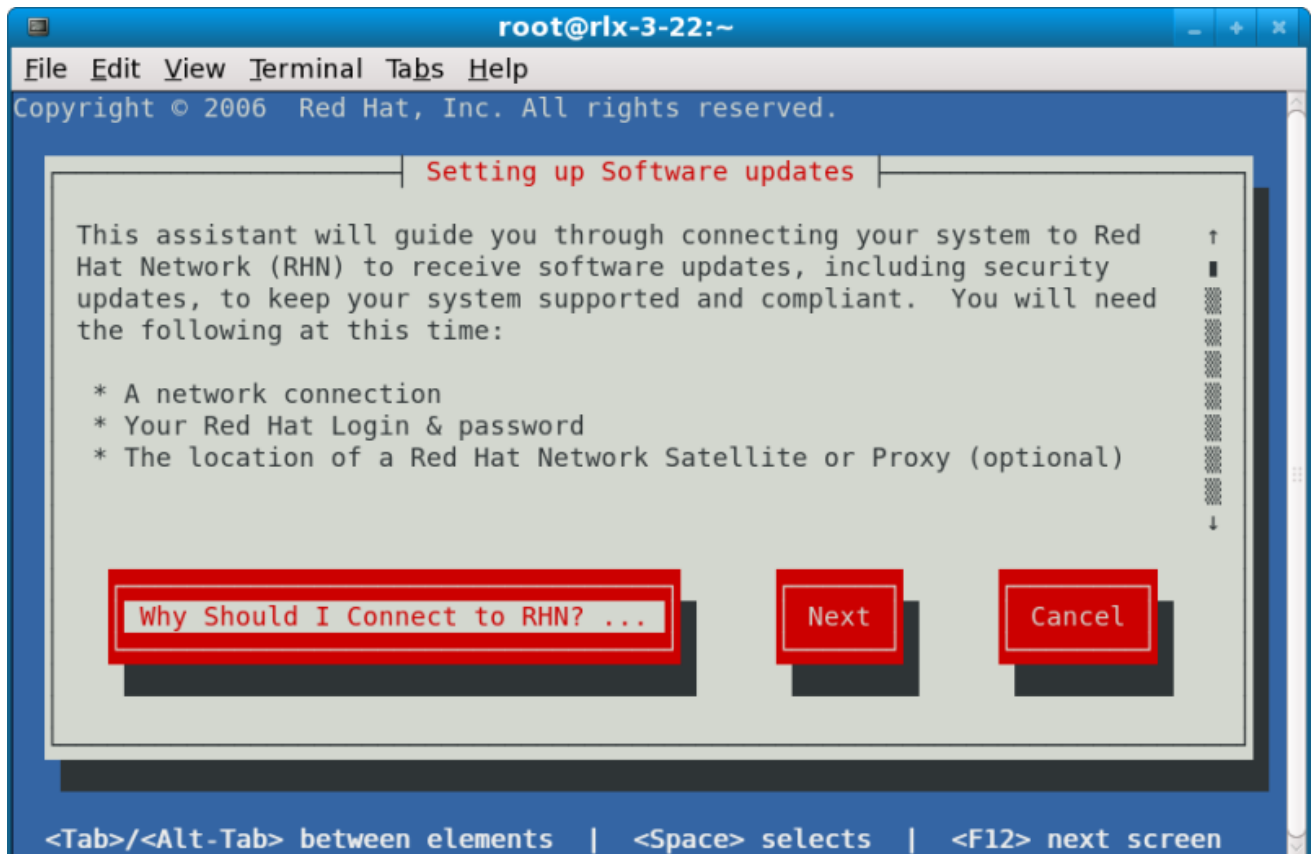 root@rlx-3-22:~
File Edit View Terminal Tabs Help
Copyright © 2006  Red Hat, Inc. All rights reserved.
Setting up Software updates
This assistant will guide you through connecting your system to Red
Hat Network (RHN) to receive software updates, including security
updates, to keep your system supported and compliant.  You will need
the following at this time:
* A network connection
* Your Red Hat Login & password
* The location of a Red Hat Network Satellite or Proxy (optional)
Why Should I Connect to RHN? ... Next Cancel
<Tab>/<Alt-Tab> between elements  |  <Space> selects  |  <F12> next screen